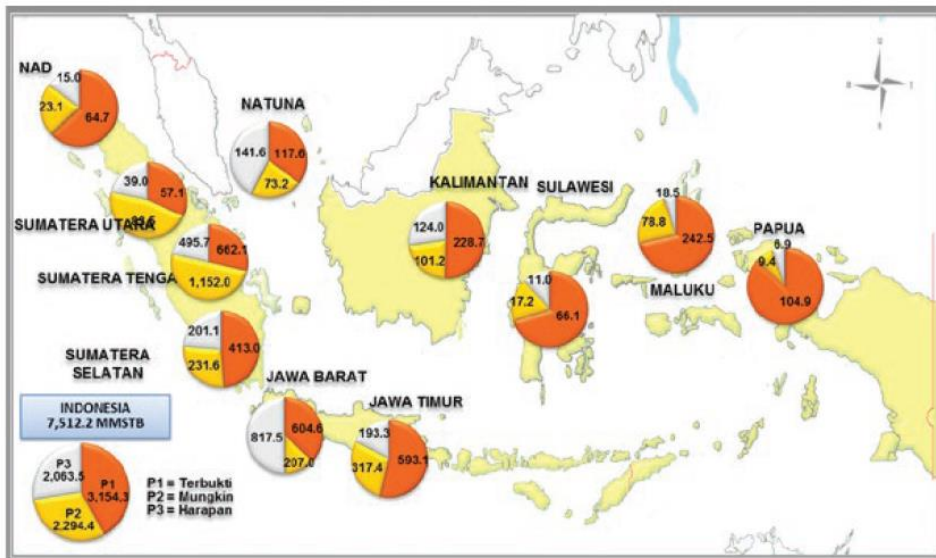 NAD
15.0
23.1
64.7
NATUNA
141.6
117.6
73.2
39.0
57.1
SUMATERA UTARA
KALIMANTAN
124.0
228.7
101.2
SULAWESI
11.0
17.2
66.1
18.5
78.8
242.5
MALUKU
PAPUA
6.9
9.4
104.9
SUMATERA TENGA
495.7
662.1
1,152.0
SUMATERA
SELATAN
201.1
413.0
231.6
JAWA BARAT
817.5
604.6
207.0
JAWA TIMUR
193.3
593.1
317.4
INDONESIA
7,512.2 MMSTB
P3
2,063.5
P1
3,154.3
P2
2,294.4
P1 = Terbukti
P2 = Mungkin
P3 = Harapan